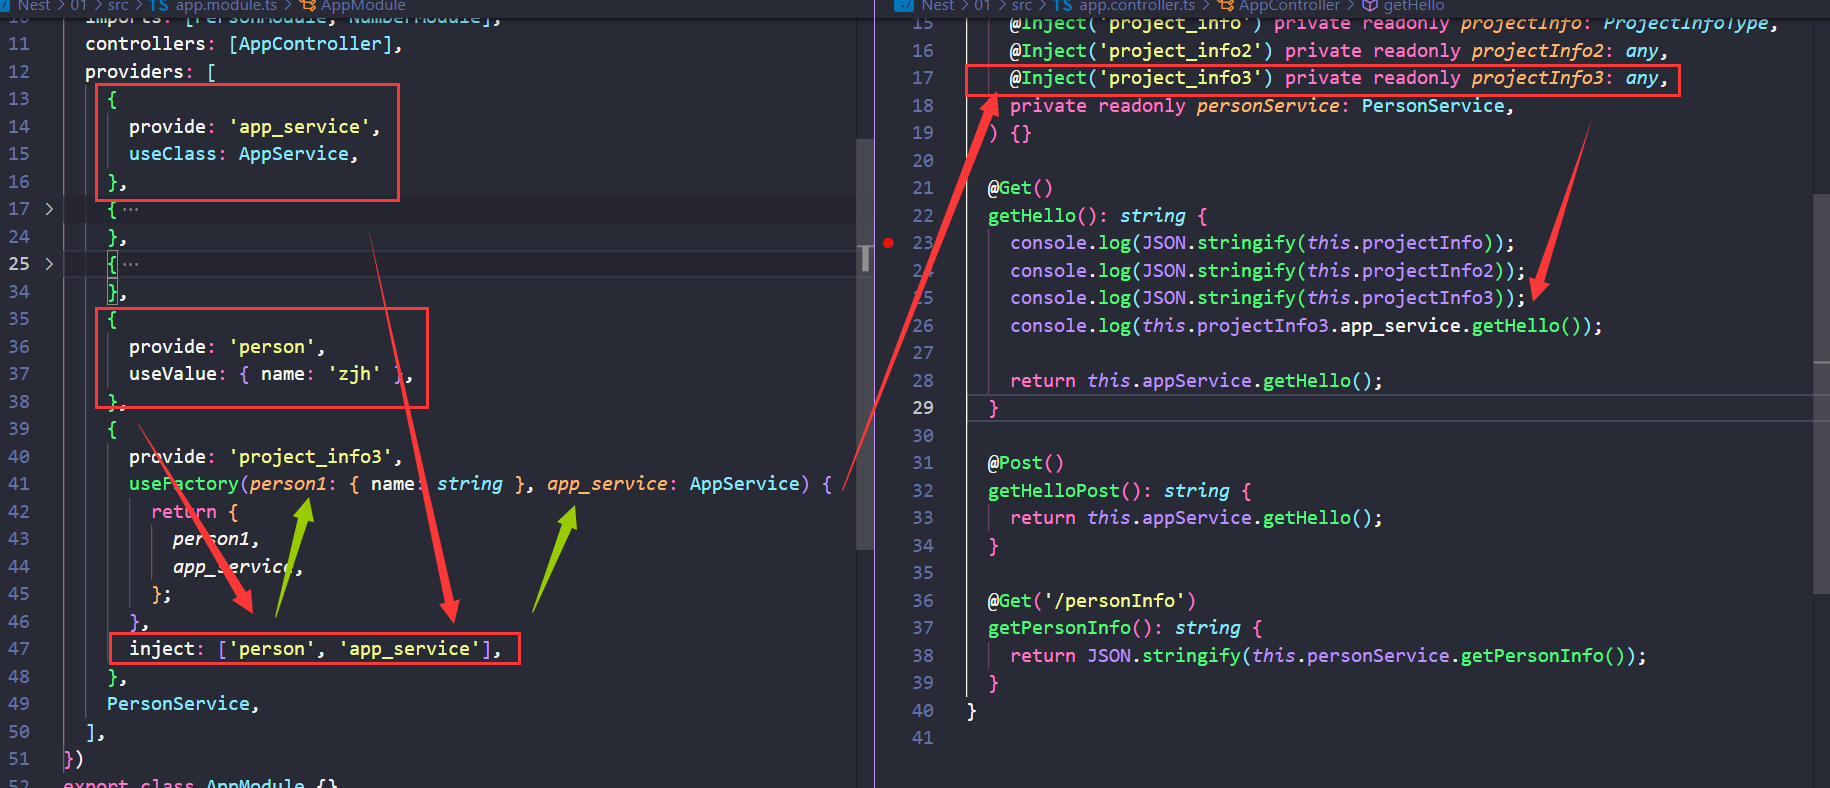 Nest > 01 > src > TS app.module.ts > AppModule
10 imports: [PersonModule, NumberModule],
11 controllers: [AppController],
12 providers: [
13 {
14 provide: 'app_service',
15 useClass: AppService,
16 },
17 > { ...
24 },
25 > { ...
34 },
35 {
36 provide: 'person',
37 useValue: { name: 'zjh' },
38 },
39 {
40 provide: 'project_info3',
41 useFactory(person1: { name: string }, app_service: AppService) {
42 return {
43 person1,
44 app_service,
45 };
46 },
47 inject: ['person', 'app_service'],
48 },
49 PersonService,
50 ],
51 })
52 export class AppModule {}
Nest > 01 > src > TS app.controller.ts > AppController > getHello
15 @Inject('project_info') private readonly projectInfo: ProjectInfoType,
16 @Inject('project_info2') private readonly projectInfo2: any,
17 @Inject('project_info3') private readonly projectInfo3: any,
18 private readonly personService: PersonService,
19 ) {}
20
21 @Get()
22 getHello(): string {
23 console.log(JSON.stringify(this.projectInfo));
24 console.log(JSON.stringify(this.projectInfo2));
25 console.log(JSON.stringify(this.projectInfo3));
26 console.log(this.projectInfo3.app_service.getHello());
27
28 return this.appService.getHello();
29 }
30
31 @Post()
32 getHelloPost(): string {
33 return this.appService.getHello();
34 }
35
36 @Get('/personInfo')
37 getPersonInfo(): string {
38 return JSON.stringify(this.personService.getPersonInfo());
39 }
40 }
41